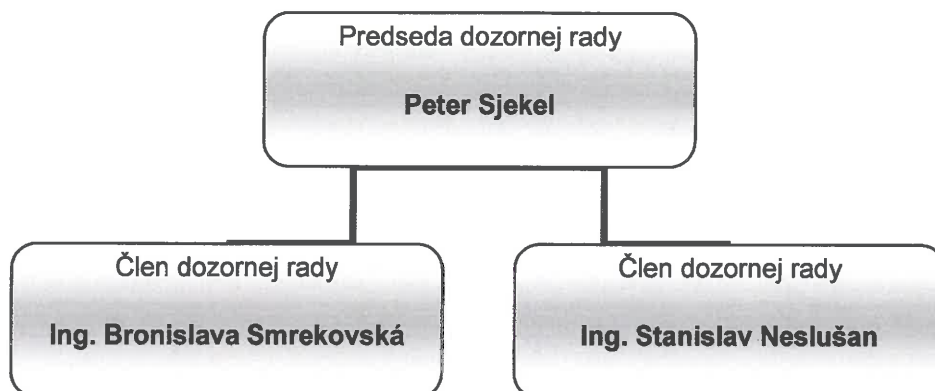 Predseda dozornej rady
Peter Sjekel
Člen dozornej rady
Ing. Bronislava Smrekovská
Člen dozornej rady
Ing. Stanislav Neslušan